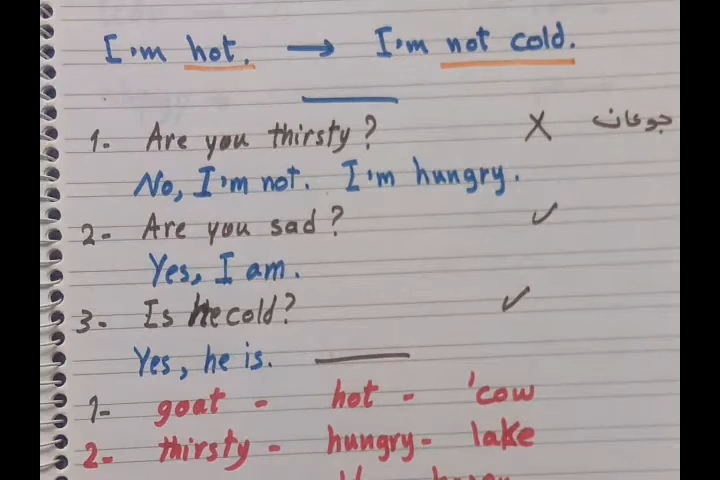 I'm hot. → I'm not cold.
1. Are you thirsty? X جوعان
No, I'm not. I'm hungry.
2- Are you sad? ✓
Yes, I am.
3- Is he cold? ✓
Yes, he is.
1- goat - hot - 'cow
2- thirsty - hungry - lake